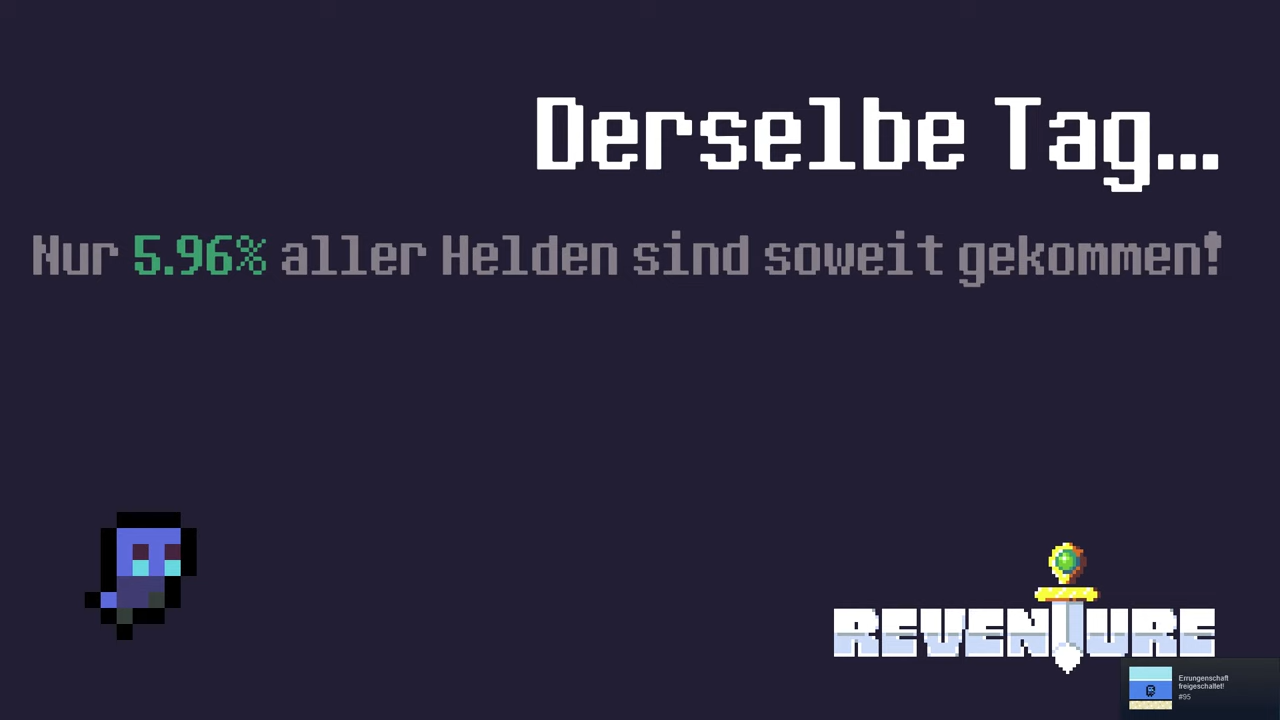 Derselbe Tag...
Nur 5.96% aller Helden sind soweit gekommen!
REVENTURE
Errungenschaft
freigeschaltet!
#95